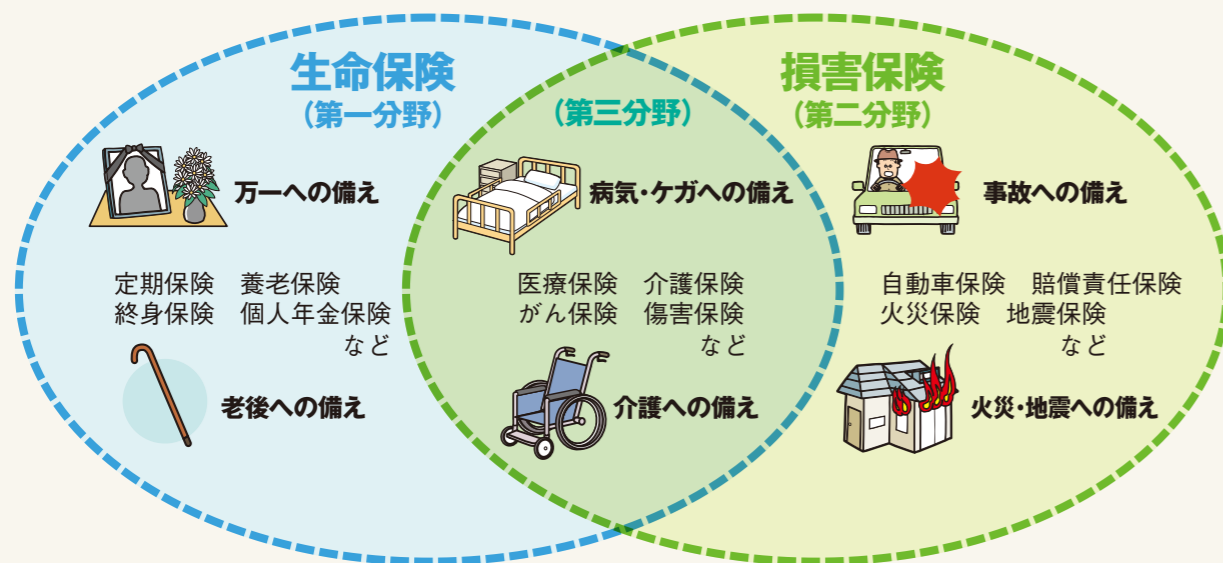 生命保険
(第一分野)
万一への備え
定期保険 養老保険
終身保険 個人年金保険
など
老後への備え
(第三分野)
病気・ケガへの備え
医療保険 介護保険
がん保険 傷害保険
など
介護への備え
損害保険
(第二分野)
事故への備え
自動車保険 賠償責任保険
火災保険 地震保険
など
火災・地震への備え